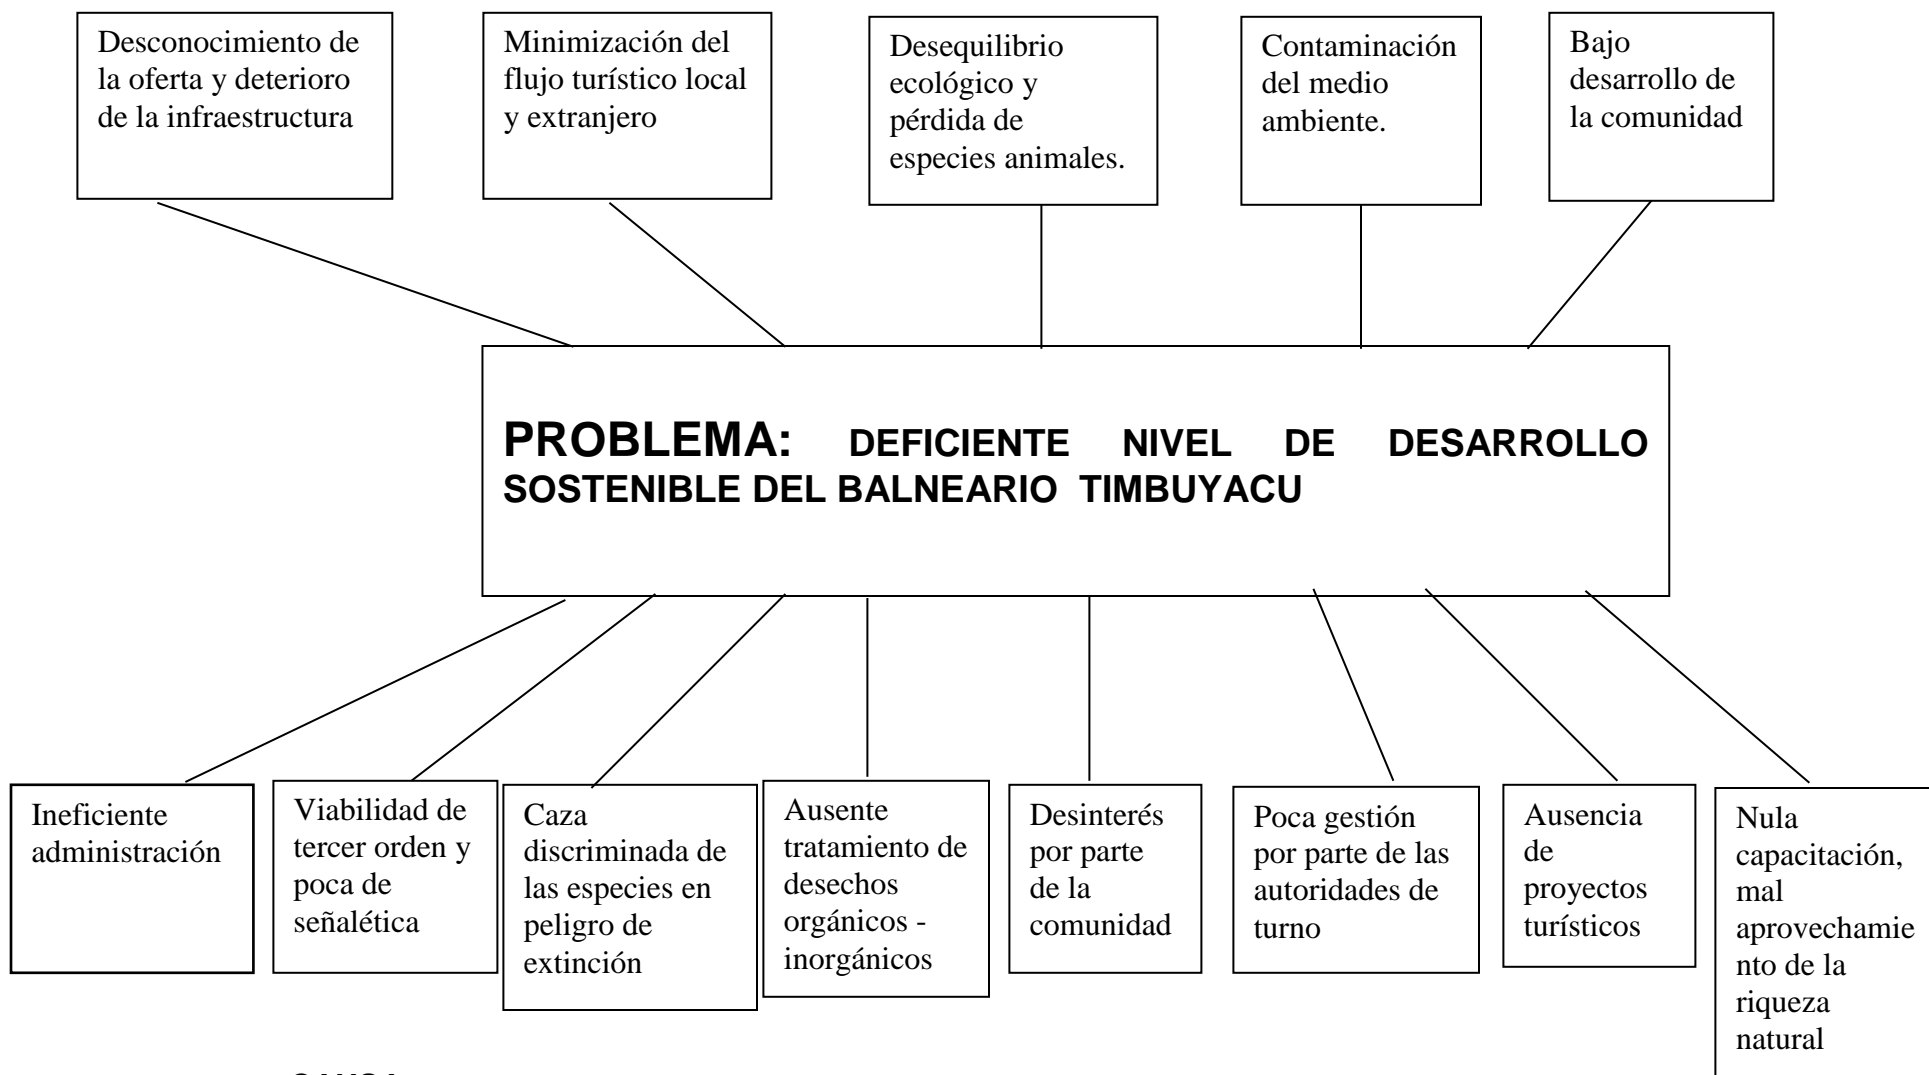 Desconocimiento de
la oferta y deterioro
de la infraestructura
Minimización del
flujo turístico local
y extranjero
Desequilibrio
ecológico y
pérdida de
especies animales.
Contaminación
del medio
ambiente.
Bajo
desarrollo de
la comunidad
PROBLEMA: DEFICIENTE NIVEL DE DESARROLLO
SOSTENIBLE DEL BALNEARIO TIMBUYACU
Ineficiente
administración
Viabilidad de
tercer orden y
poca de
señalética
Caza
discriminada de
las especies en
peligro de
extinción
Ausente
tratamiento de
desechos
orgánicos -
inorgánicos
Desinterés
por parte
de la
comunidad
Poca gestión
por parte de las
autoridades de
turno
Ausencia
de
proyectos
turísticos
Nula
capacitación,
mal
aprovechamie
nto de la
riqueza
natural